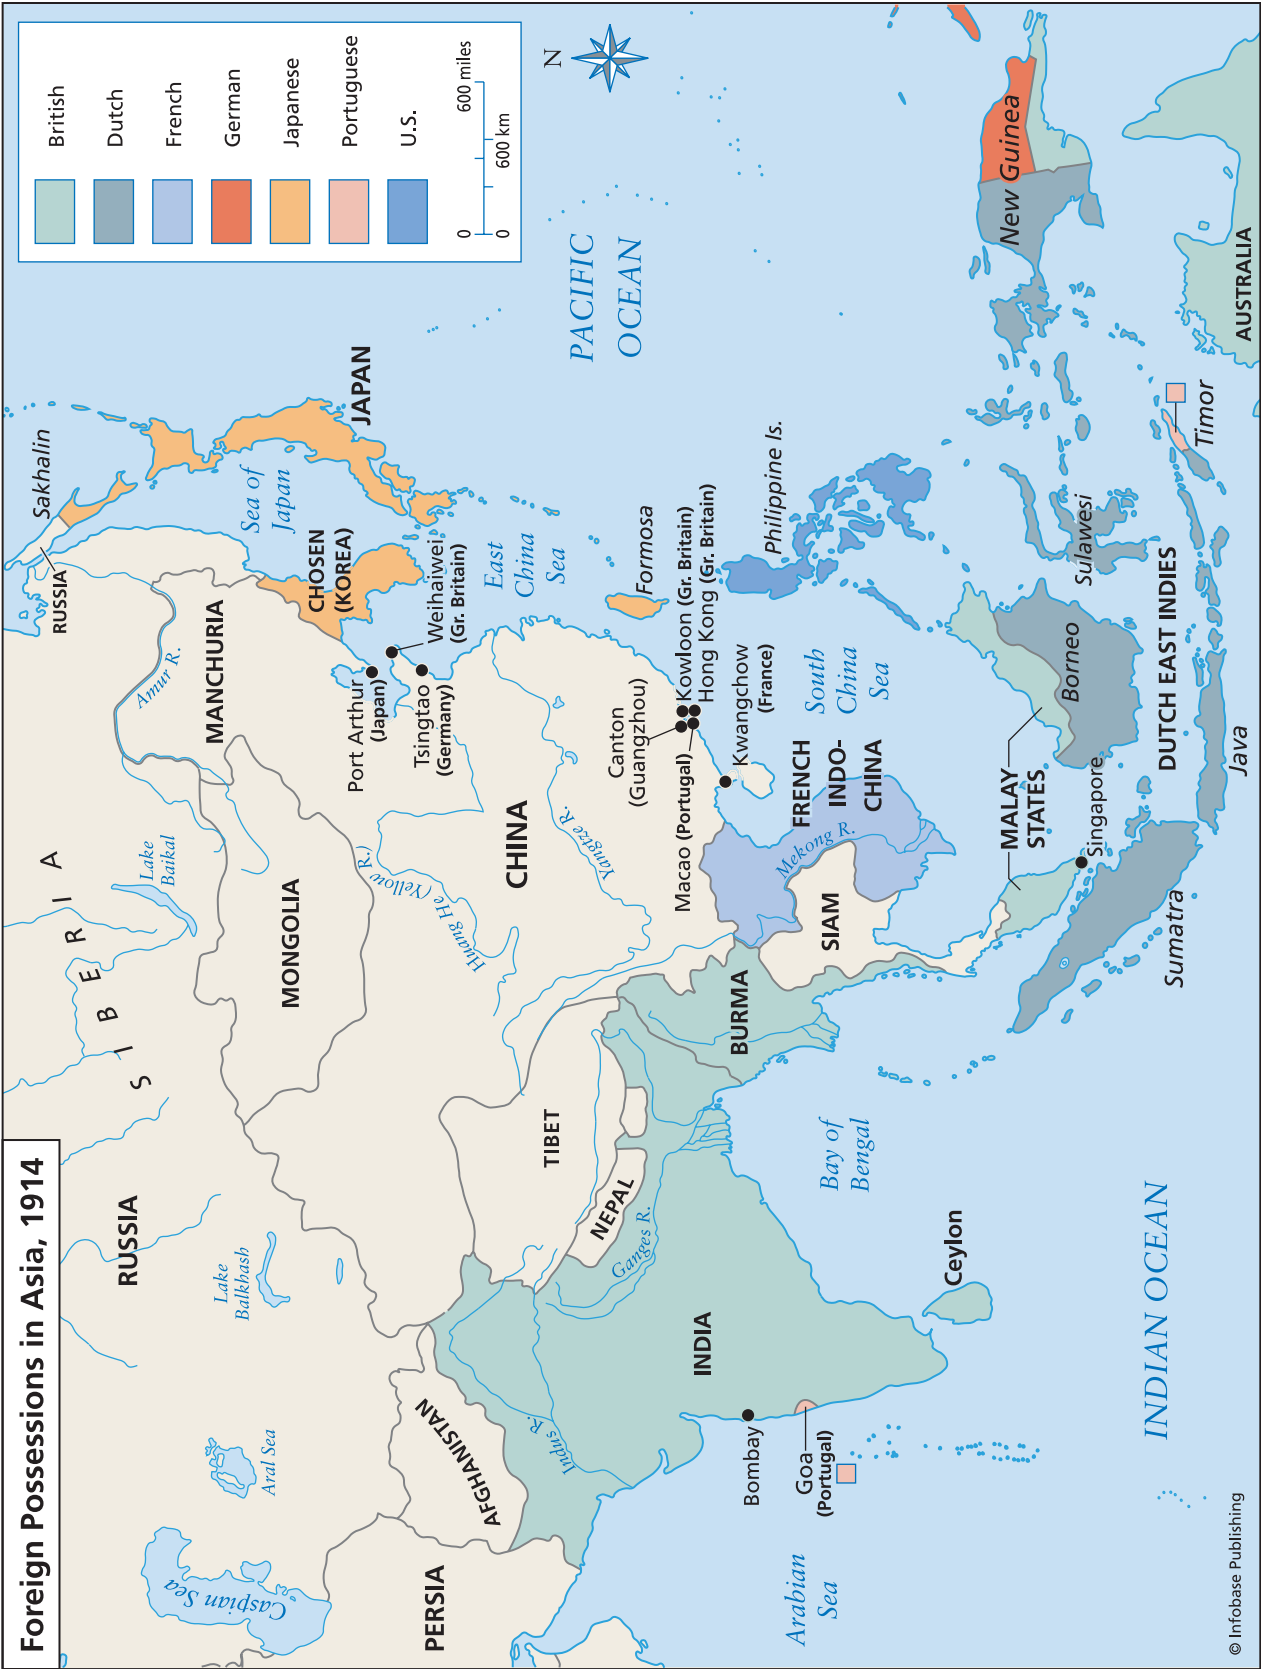 Foreign Possessions in Asia, 1914
British
Dutch
French
German
Japanese
Portuguese
U.S.
0
600 miles
0
600 km
N
RUSSIA
SIBERIA
Sakhalin
RUSSIA
Amur R.
MANCHURIA
Lake
Baikal
Lake
Balkhash
Aral Sea
Caspian Sea
MONGOLIA
Sea of
Japan
JAPAN
CHOSEN
(KOREA)
Port Arthur
(Japan)
Weihaiwei
(Gr. Britain)
Tsingtao
(Germany)
East
China
Sea
PACIFIC
OCEAN
PERSIA
AFGHANISTAN
TIBET
NEPAL
CHINA
Huang He (Yellow R.)
Yangtze R.
Indus R.
Ganges R.
INDIA
Bombay
Goa
(Portugal)
Arabian
Sea
Bay of
Bengal
Ceylon
BURMA
SIAM
Mekong R.
FRENCH
INDO-
CHINA
Canton
(Guangzhou)
Macao (Portugal)
Kowloon (Gr. Britain)
Hong Kong (Gr. Britain)
Kwangchow
(France)
Formosa
South
China
Sea
Philippine Is.
MALAY
STATES
Singapore
Borneo
Sulawesi
Sumatra
Java
DUTCH EAST INDIES
Timor
New Guinea
AUSTRALIA
INDIAN OCEAN
© Infobase Publishing